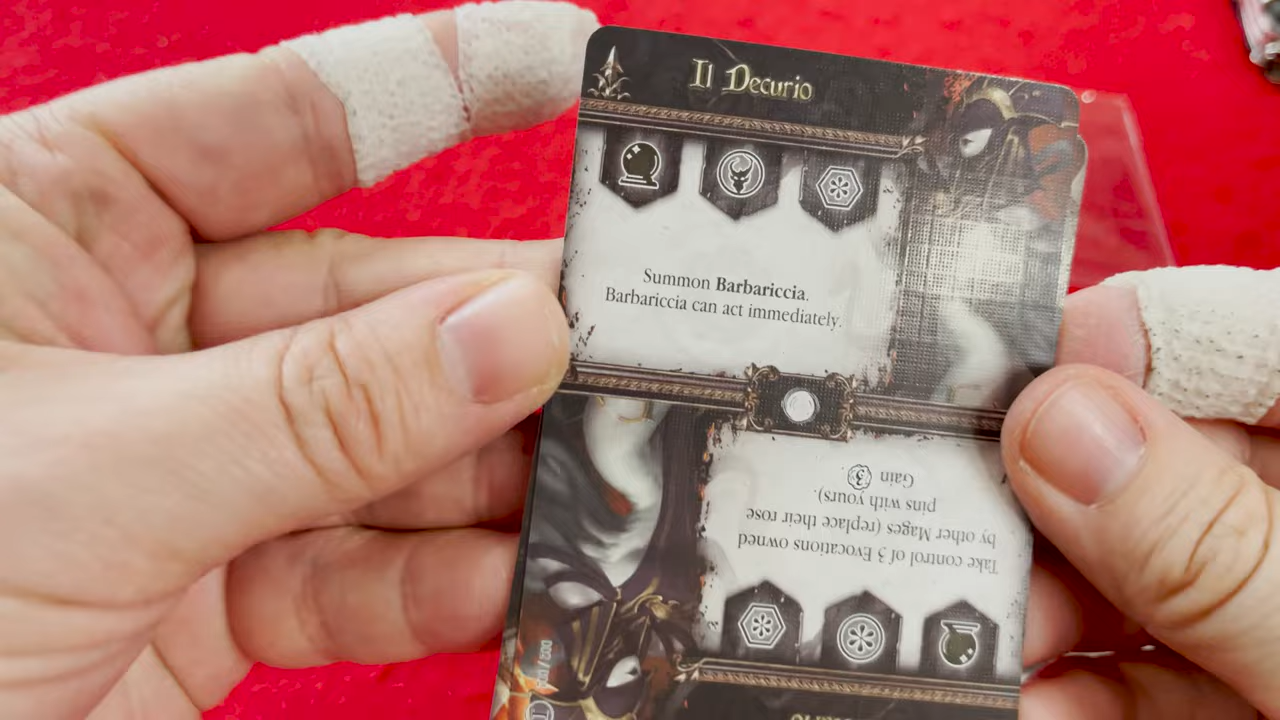 Il Decurio
Summon Barbariccia.
Barbariccia can act immediately.
Take control of 3 Evocations owned
by other Mages (replace their rose
pins with yours).
Gain 3